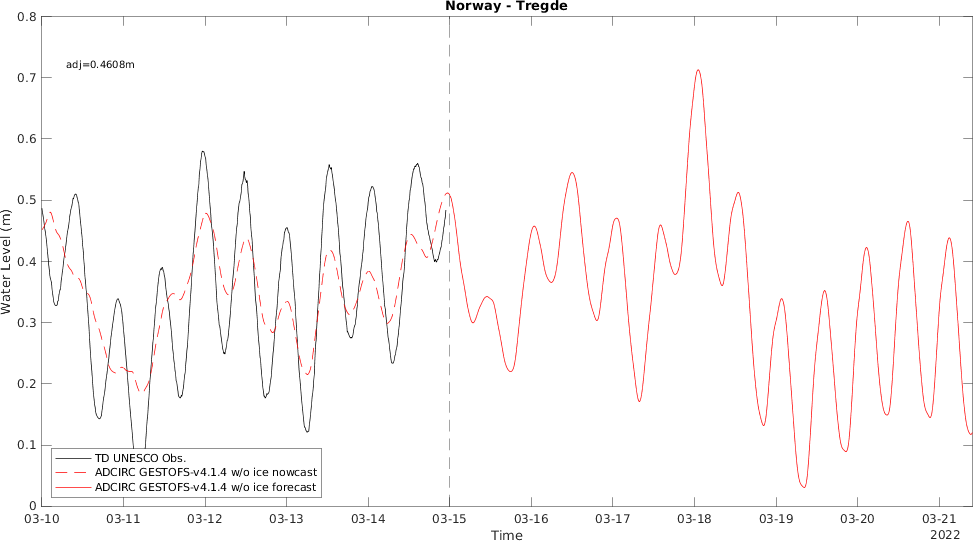 Norway - Tregde
0.8
0.7
0.6
0.5
0.4
0.3
0.2
0.1
0
Water Level (m)
adj=0.4608m
TD UNESCO Obs.
ADCIRC GESTOFS-v4.1.4 w/o ice nowcast
ADCIRC GESTOFS-v4.1.4 w/o ice forecast
03-10 03-11 03-12 03-13 03-14 03-15 03-16 03-17 03-18 03-19 03-20 03-21
2022
Time